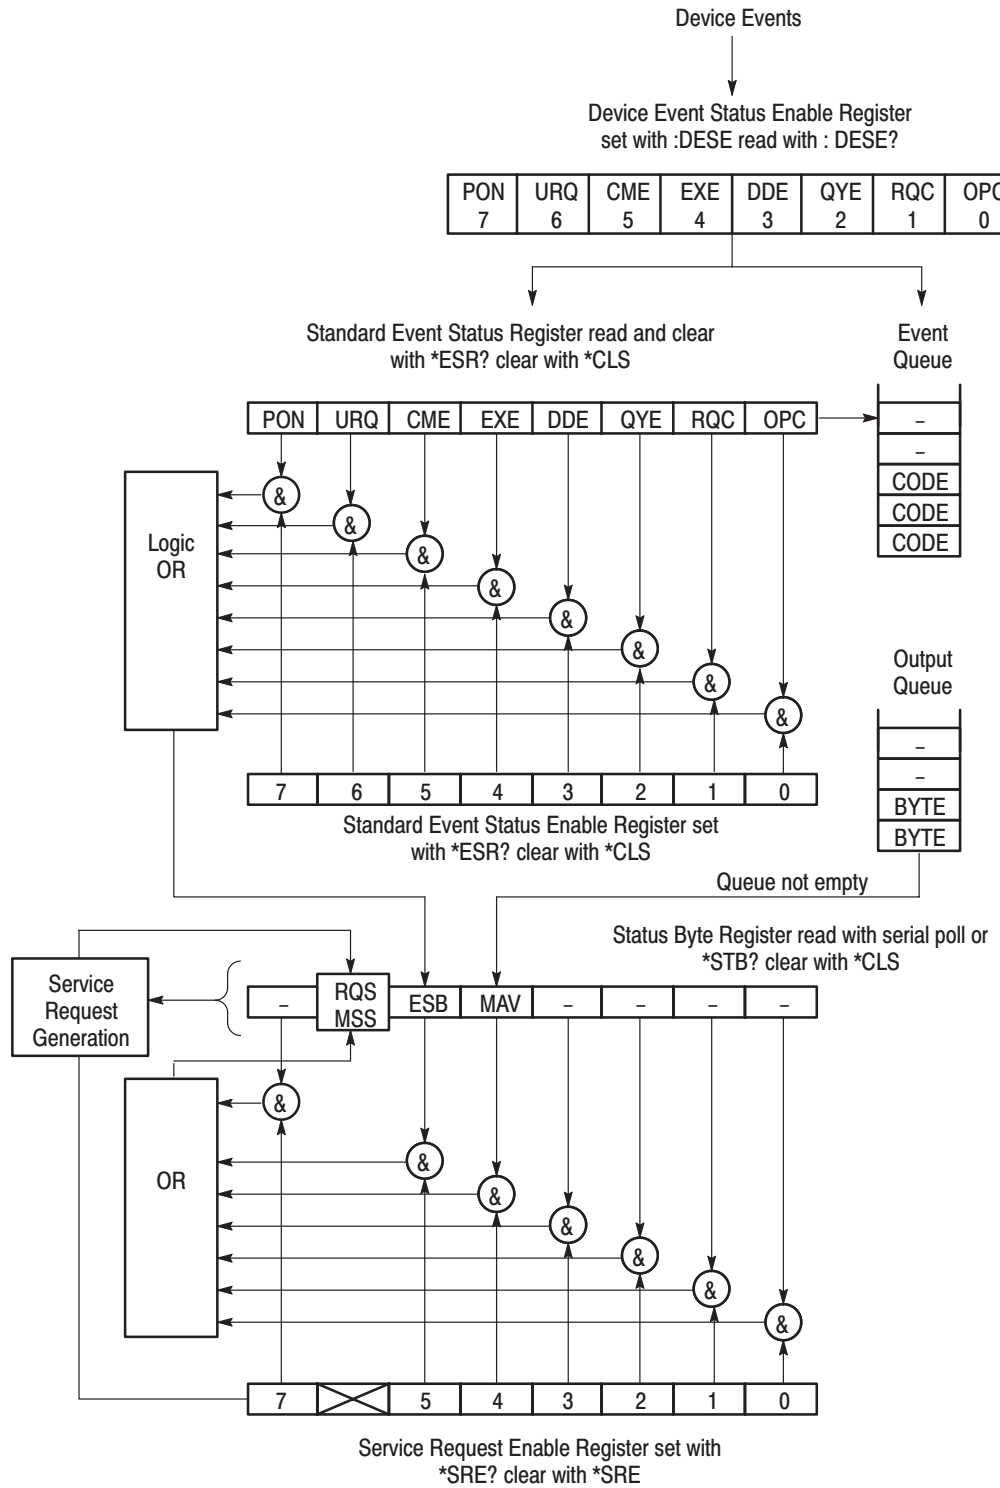 Device Events
Device Event Status Enable Register
set with :DESE read with : DESE?
PON URQ CME EXE DDE QYE RQC OPC
7 6 5 4 3 2 1 0
Standard Event Status Register read and clear
with *ESR? clear with *CLS
Event
Queue
PON URQ CME EXE DDE QYE RQC OPC
–
–
CODE
CODE
CODE
& & & & & & & &
Logic
OR
Output
Queue
–
–
BYTE
BYTE
7 6 5 4 3 2 1 0
Standard Event Status Enable Register set
with *ESR? clear with *CLS
Queue not empty
Status Byte Register read with serial poll or
*STB? clear with *CLS
Service
Request
Generation
– RQS ESB MAV – – – –
MSS
& & & & & & &
OR
7 5 4 3 2 1 0
Service Request Enable Register set with
*SRE? clear with *SRE